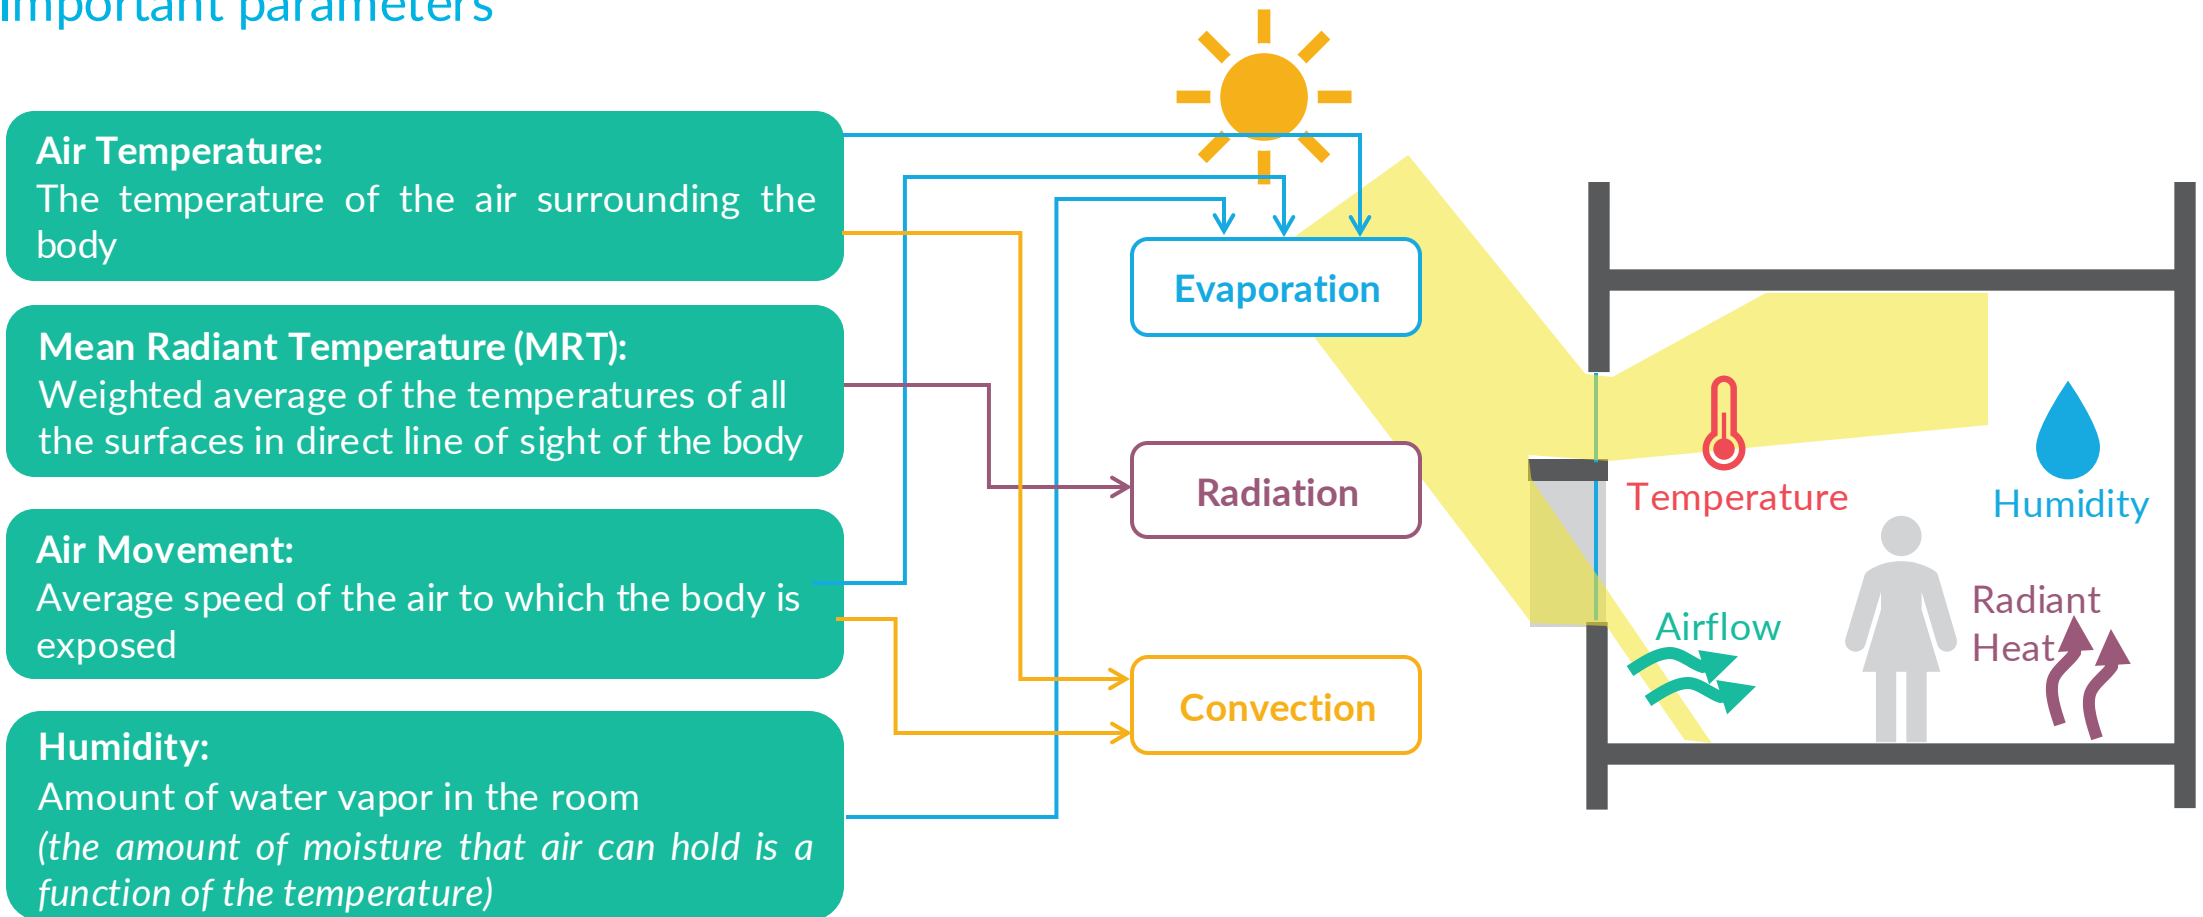 Important parameters
Air Temperature:
The temperature of the air surrounding the
body
Mean Radiant Temperature (MRT):
Weighted average of the temperatures of all
the surfaces in direct line of sight of the body
Air Movement:
Average speed of the air to which the body is
exposed
Humidity:
Amount of water vapor in the room
(the amount of moisture that air can hold is a
function of the temperature)
Evaporation
Radiation
Convection
Temperature
Humidity
Airflow
Radiant
Heat